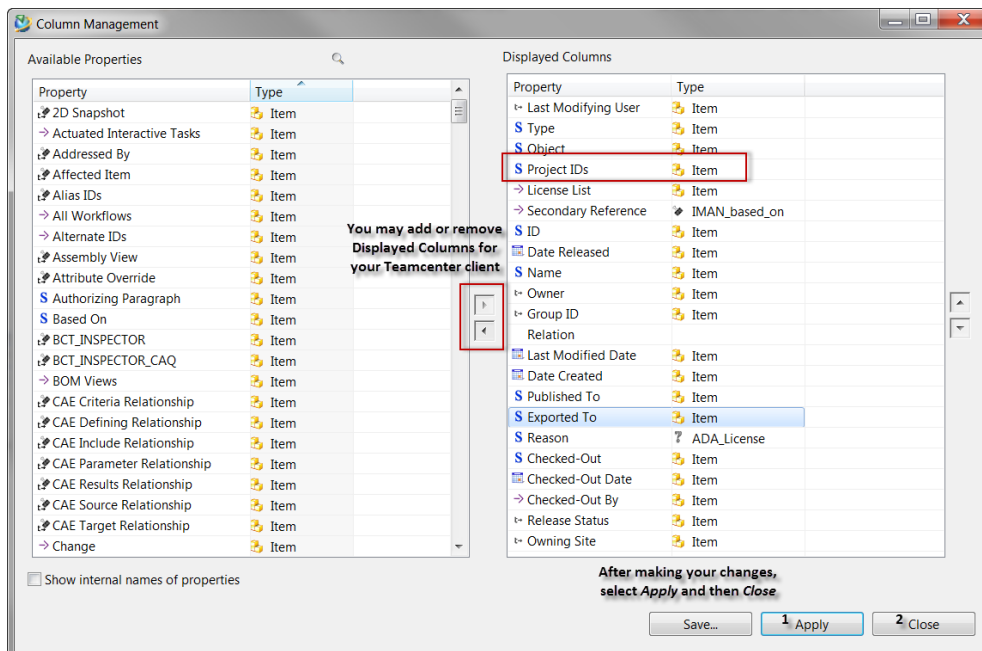 Column Management
Available Properties
Displayed Columns
Property Type
2D Snapshot Item
Actuated Interactive Tasks Item
Addressed By Item
Affected Item Item
Alias IDs Item
All Workflows Item
Alternate IDs Item
Assembly View Item
Attribute Override Item
S Authorizing Paragraph Item
S Based On Item
BCT_INSPECTOR Item
BCT_INSPECTOR_CAQ Item
BOM Views Item
CAE Criteria Relationship Item
CAE Defining Relationship Item
CAE Include Relationship Item
CAE Parameter Relationship Item
CAE Results Relationship Item
CAE Source Relationship Item
CAE Target Relationship Item
Change Item
Show internal names of properties
You may add or remove
Displayed Columns for
your Teamcenter client
Property Type
Last Modifying User Item
S Type Item
S Object Item
S Project IDs Item
License List Item
Secondary Reference IMAN_based_on
S ID Item
Date Released Item
S Name Item
Owner Item
Group ID Item
Relation
Last Modified Date Item
Date Created Item
S Published To Item
S Exported To Item
S Reason ? ADA_License
S Checked-Out Item
Checked-Out Date Item
Checked-Out By Item
Release Status Item
Owning Site Item
After making your changes,
select Apply and then Close
Save... 1 Apply 2 Close